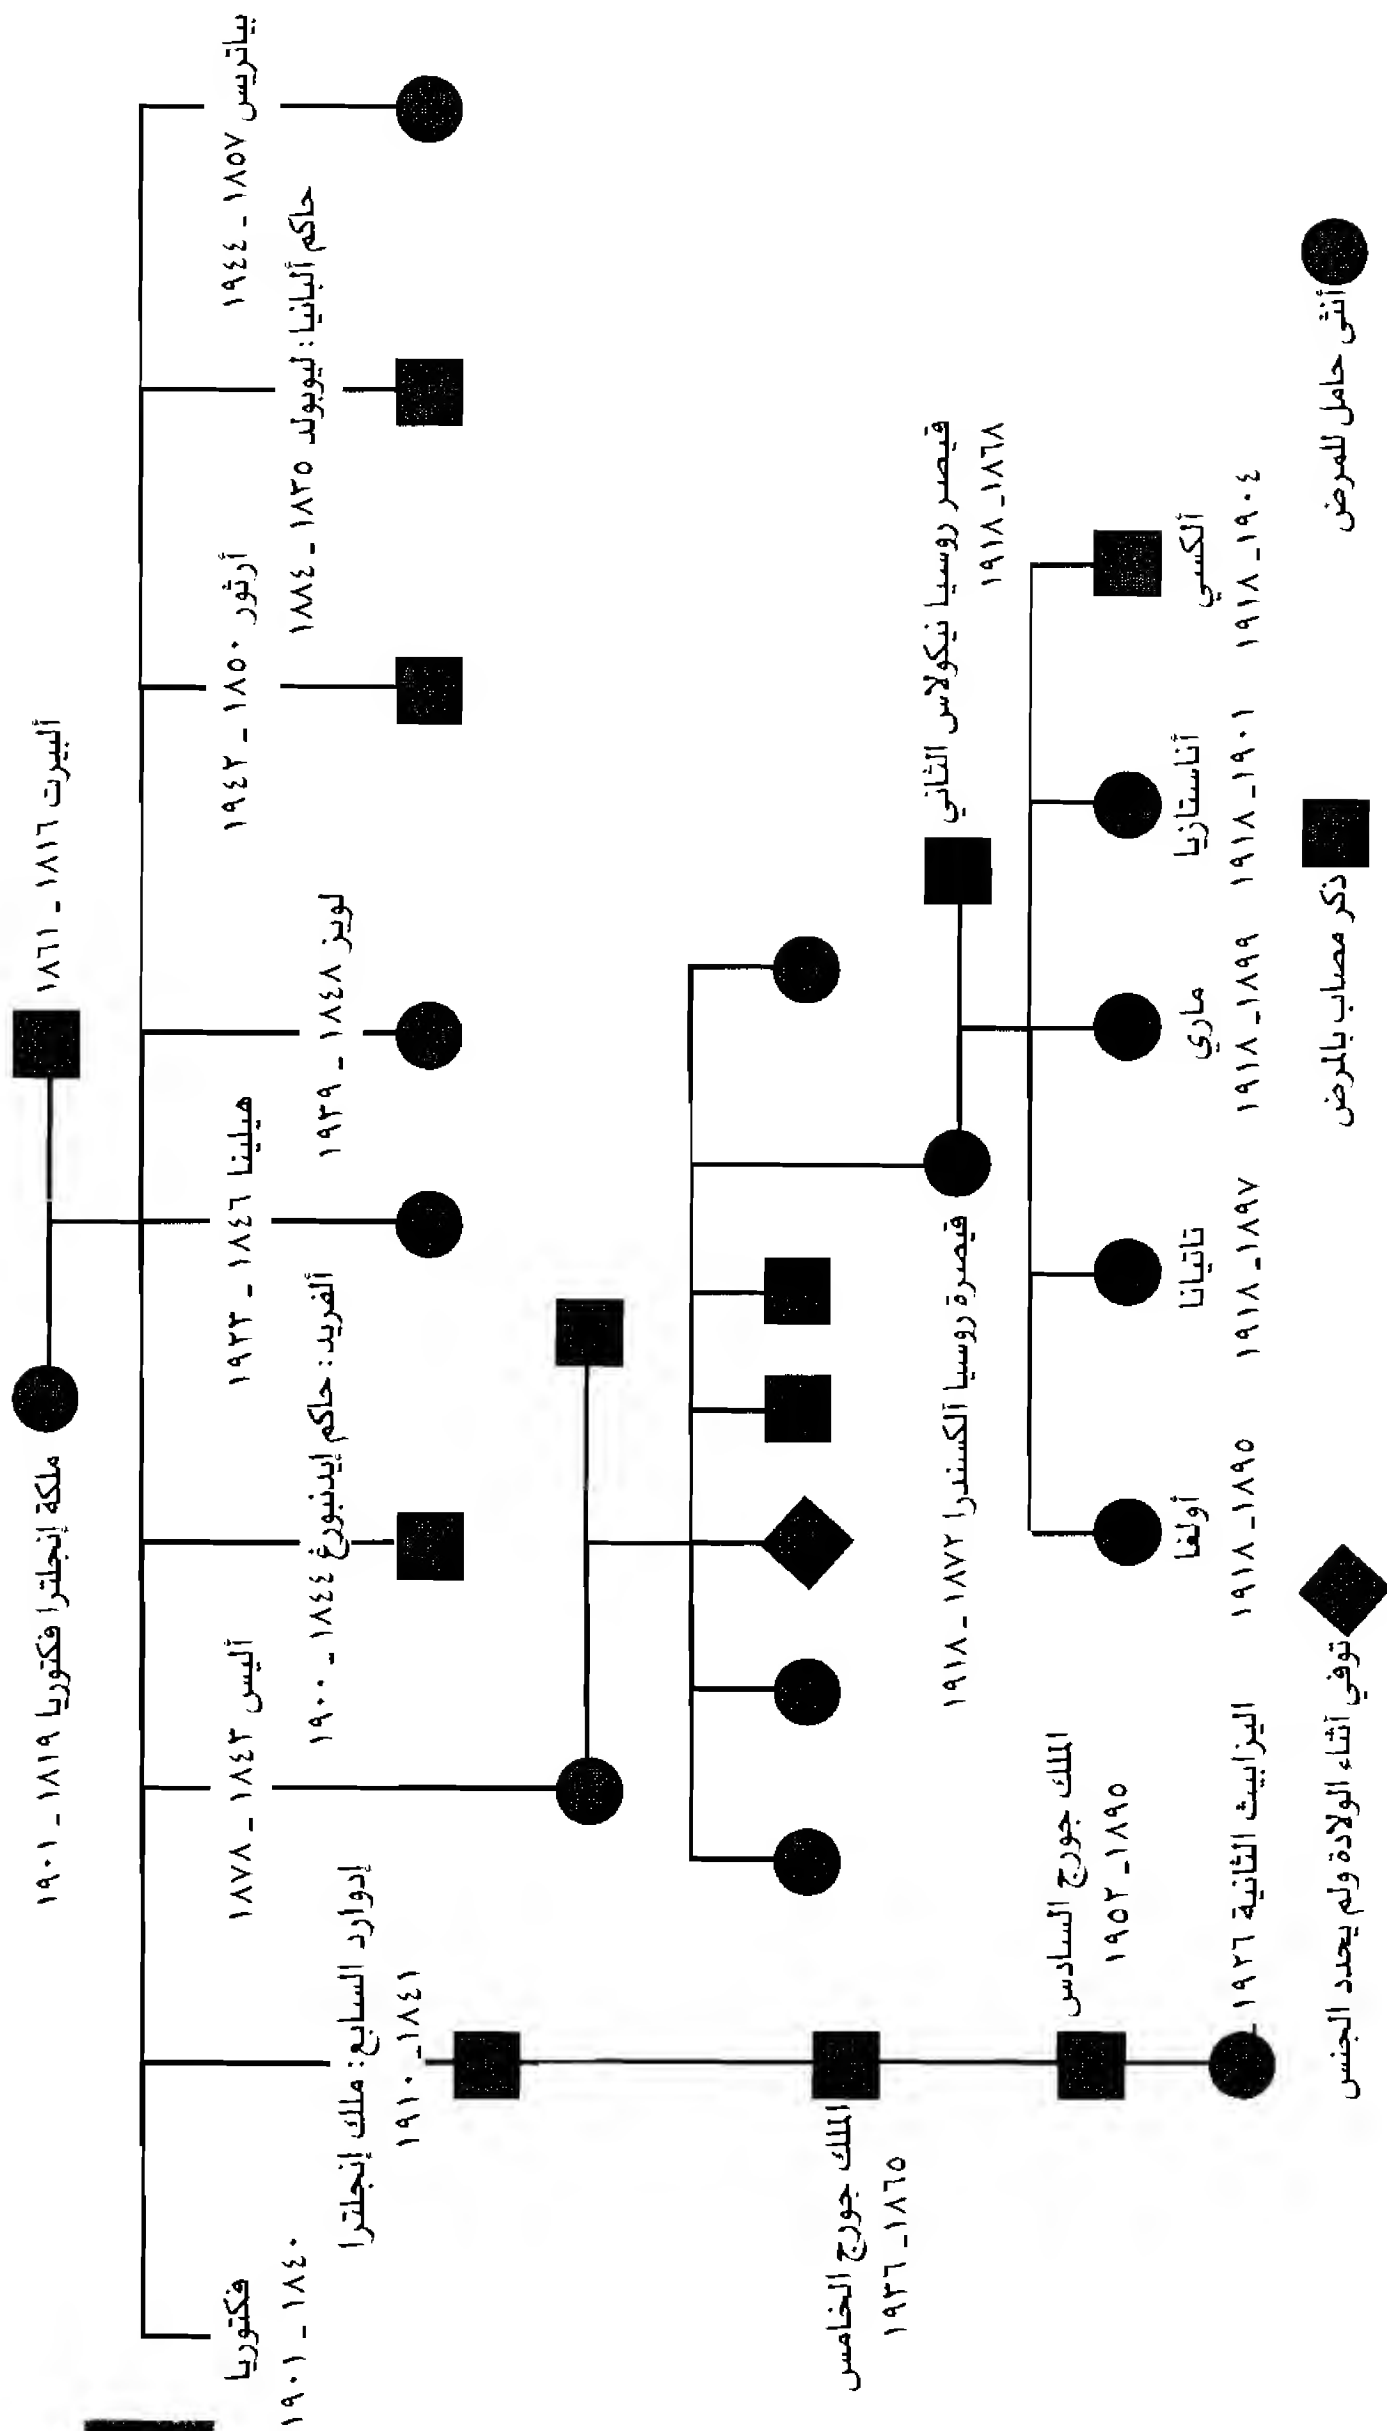 ملكة إنجلترا فكتوريا ١٨١٩ - ١٩٠١
ألبيرت ١٨١٦ - ١٨٦١
فكتوريا
١٨٤٠ - ١٩٠١
إدوارد السابع: ملك إنجلترا
١٨٤١ - ١٩١٠
أليس ١٨٤٣ - ١٨٧٨
ألفريد: حاكم إيدنبورغ ١٨٤٤ - ١٩٠٠
هيلينا ١٨٤٦ - ١٩٢٣
لويز ١٨٤٨ - ١٩٣٩
أرثور ١٨٥٠ - ١٩٤٢
حاكم ألبانيا: ليوبولد ١٨٣٥ - ١٨٨٤
بياتريس ١٨٥٧ - ١٩٤٤
الملك جورج الخامس
١٨٦٥ - ١٩٣٦
قيصرة روسيا ألكسندرا ١٨٧٢ - ١٩١٨
قيصر روسيا نيكولاس الثاني
١٨٦٨ - ١٩١٨
الملك جورج السادس
١٨٩٥ - ١٩٥٢
اليزابيث الثانية ١٩٢٦ -
أولغا
١٨٩٥ - ١٩١٨
تاتيانا
١٨٩٧ - ١٩١٨
ماري
١٨٩٩ - ١٩١٨
أناستازيا
١٩٠١ - ١٩١٨
ألكسي
١٩٠٤ - ١٩١٨
توفي أثناء الولادة ولم يحدد الجنس
ذكر مصاب بالمرض
أنثى حامل للمرض